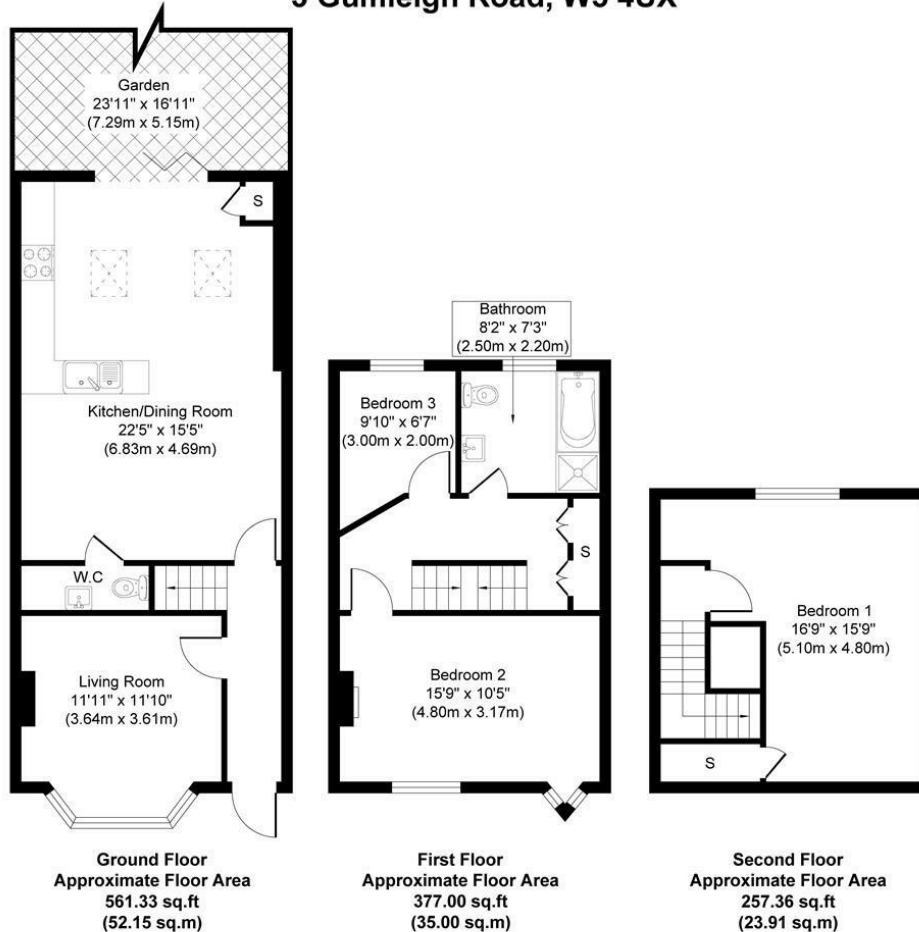 Garden
23'11" x 16'11"
(7.29m x 5.15m)
S
Kitchen/Dining Room
22'5" x 15'5"
(6.83m x 4.69m)
W.C
Living Room
11'11" x 11'10"
(3.64m x 3.61m)
Ground Floor
Approximate Floor Area
561.33 sq.ft
(52.15 sq.m)
Bathroom
8'2" x 7'3"
(2.50m x 2.20m)
Bedroom 3
9'10" x 6'7"
(3.00m x 2.00m)
S
Bedroom 2
15'9" x 10'5"
(4.80m x 3.17m)
First Floor
Approximate Floor Area
377.00 sq.ft
(35.00 sq.m)
Bedroom 1
16'9" x 15'9"
(5.10m x 4.80m)
S
Second Floor
Approximate Floor Area
257.36 sq.ft
(23.91 sq.m)